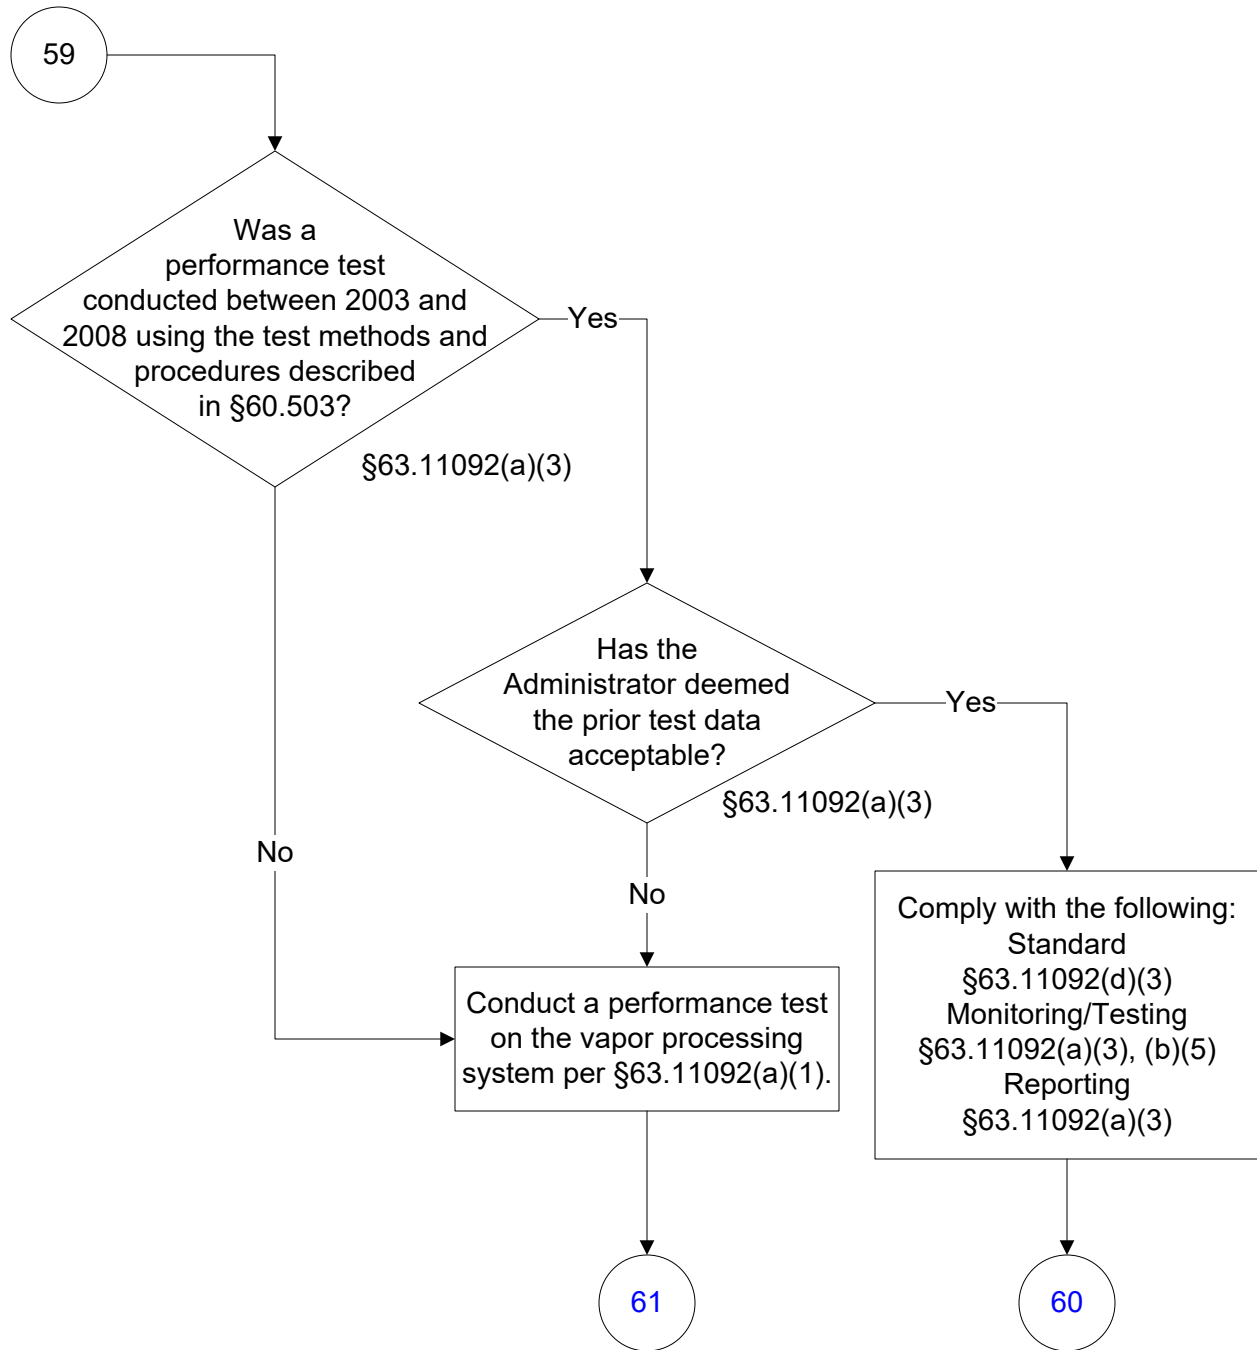 59
Was a
performance test
conducted between 2003 and
2008 using the test methods and
procedures described
in §60.503?
Yes
§63.11092(a)(3)
Has the
Administrator deemed
the prior test data
acceptable?
Yes
§63.11092(a)(3)
No
No
Comply with the following:
Standard
§63.11092(d)(3)
Monitoring/Testing
§63.11092(a)(3), (b)(5)
Reporting
§63.11092(a)(3)
Conduct a performance test
on the vapor processing
system per §63.11092(a)(1).
61
60